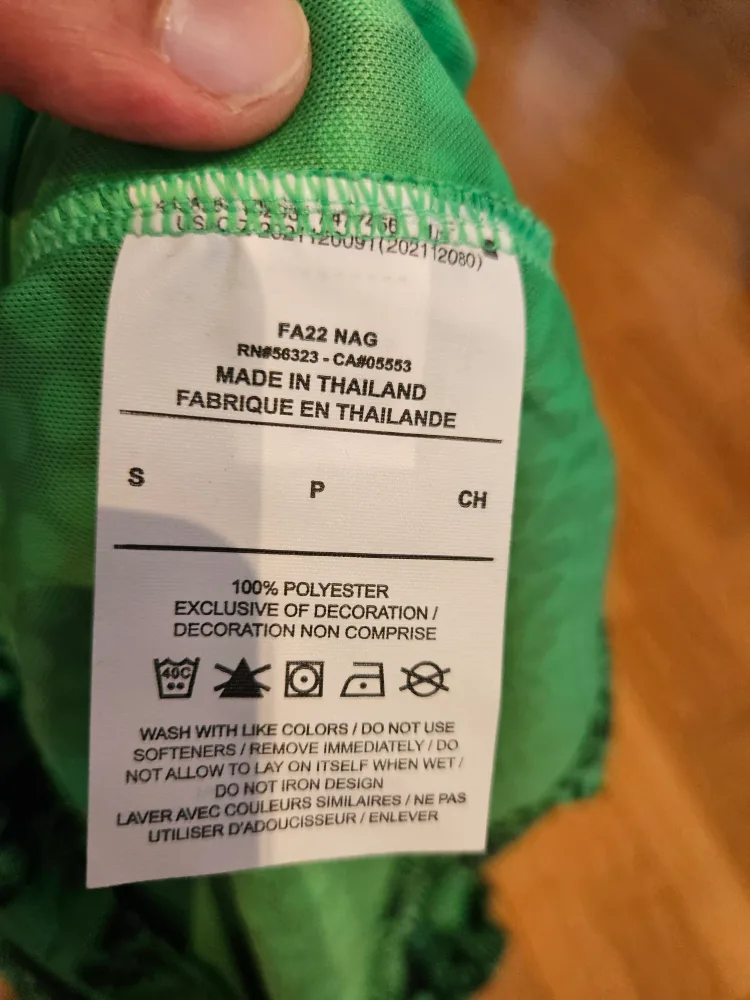 (202112080)
FA22 NAG
RN#56323 - CA#05553
MADE IN THAILAND
FABRIQUE EN THAILANDE
S P CH
100% POLYESTER
EXCLUSIVE OF DECORATION /
DECORATION NON COMPRISE
40C
WASH WITH LIKE COLORS / DO NOT USE
SOFTENERS / REMOVE IMMEDIATELY / DO
NOT ALLOW TO LAY ON ITSELF WHEN WET /
DO NOT IRON DESIGN
LAVER AVEC COULEURS SIMILAIRES / NE PAS
UTILISER D'ADOUCISSEUR / ENLEVER